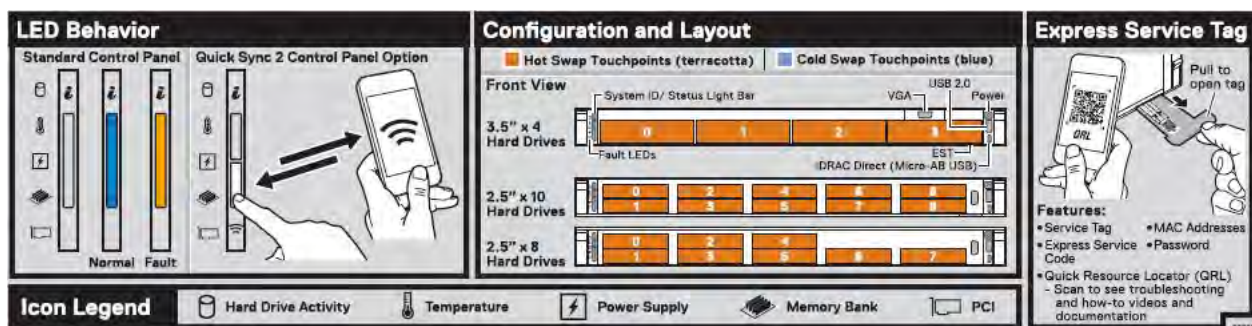 LED Behavior
Standard Control Panel
Quick Sync 2 Control Panel Option
i
i
i
i
Normal
Fault
Configuration and Layout
Hot Swap Touchpoints (terracotta)
Cold Swap Touchpoints (blue)
Front View
System ID/ Status Light Bar
VGA
USB 2.0
Power
3.5" x 4
Hard Drives
0
1
2
3
Fault LEDs
EST
iDRAC Direct (Micro-AB USB)
2.5" x 10
Hard Drives
0
2
4
6
8
1
3
5
7
2.5" x 8
Hard Drives
0
2
4
1
3
5
7
Express Service Tag
Pull to
open tag
QRL
Features:
•Service Tag
•MAC Addresses
•Express Service
Code
•Password
•Quick Resource Locator (QRL)
- Scan to see troubleshooting
and how-to videos and
documentation
Icon Legend
Hard Drive Activity
Temperature
Power Supply
Memory Bank
PCI